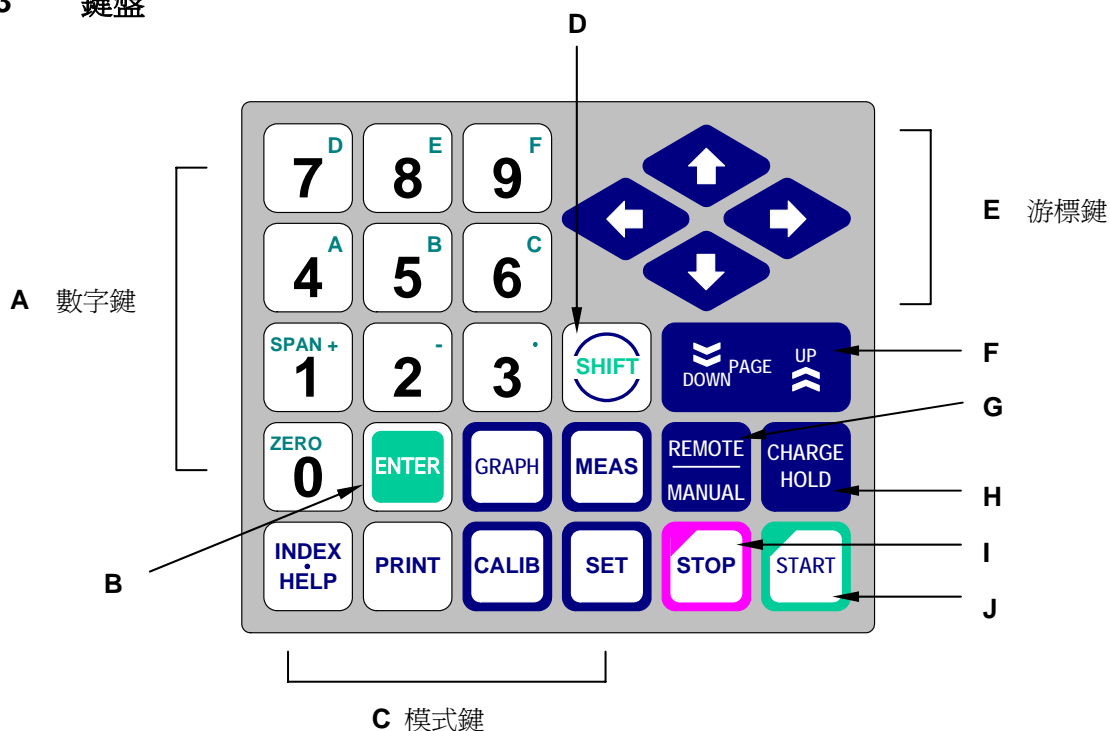 3 鍵盤
D
7 D
8 E
9 F
4 A
5 B
6 C
E 游標鍵
A 數字鍵
SPAN +
1
2 -
3 ·
SHIFT
DOWN PAGE UP
F
G
ZERO
0
ENTER
GRAPH
MEAS
REMOTE
MANUAL
CHARGE
HOLD
H
INDEX
·
HELP
PRINT
CALIB
SET
STOP
START
I
B
J
C 模式鍵